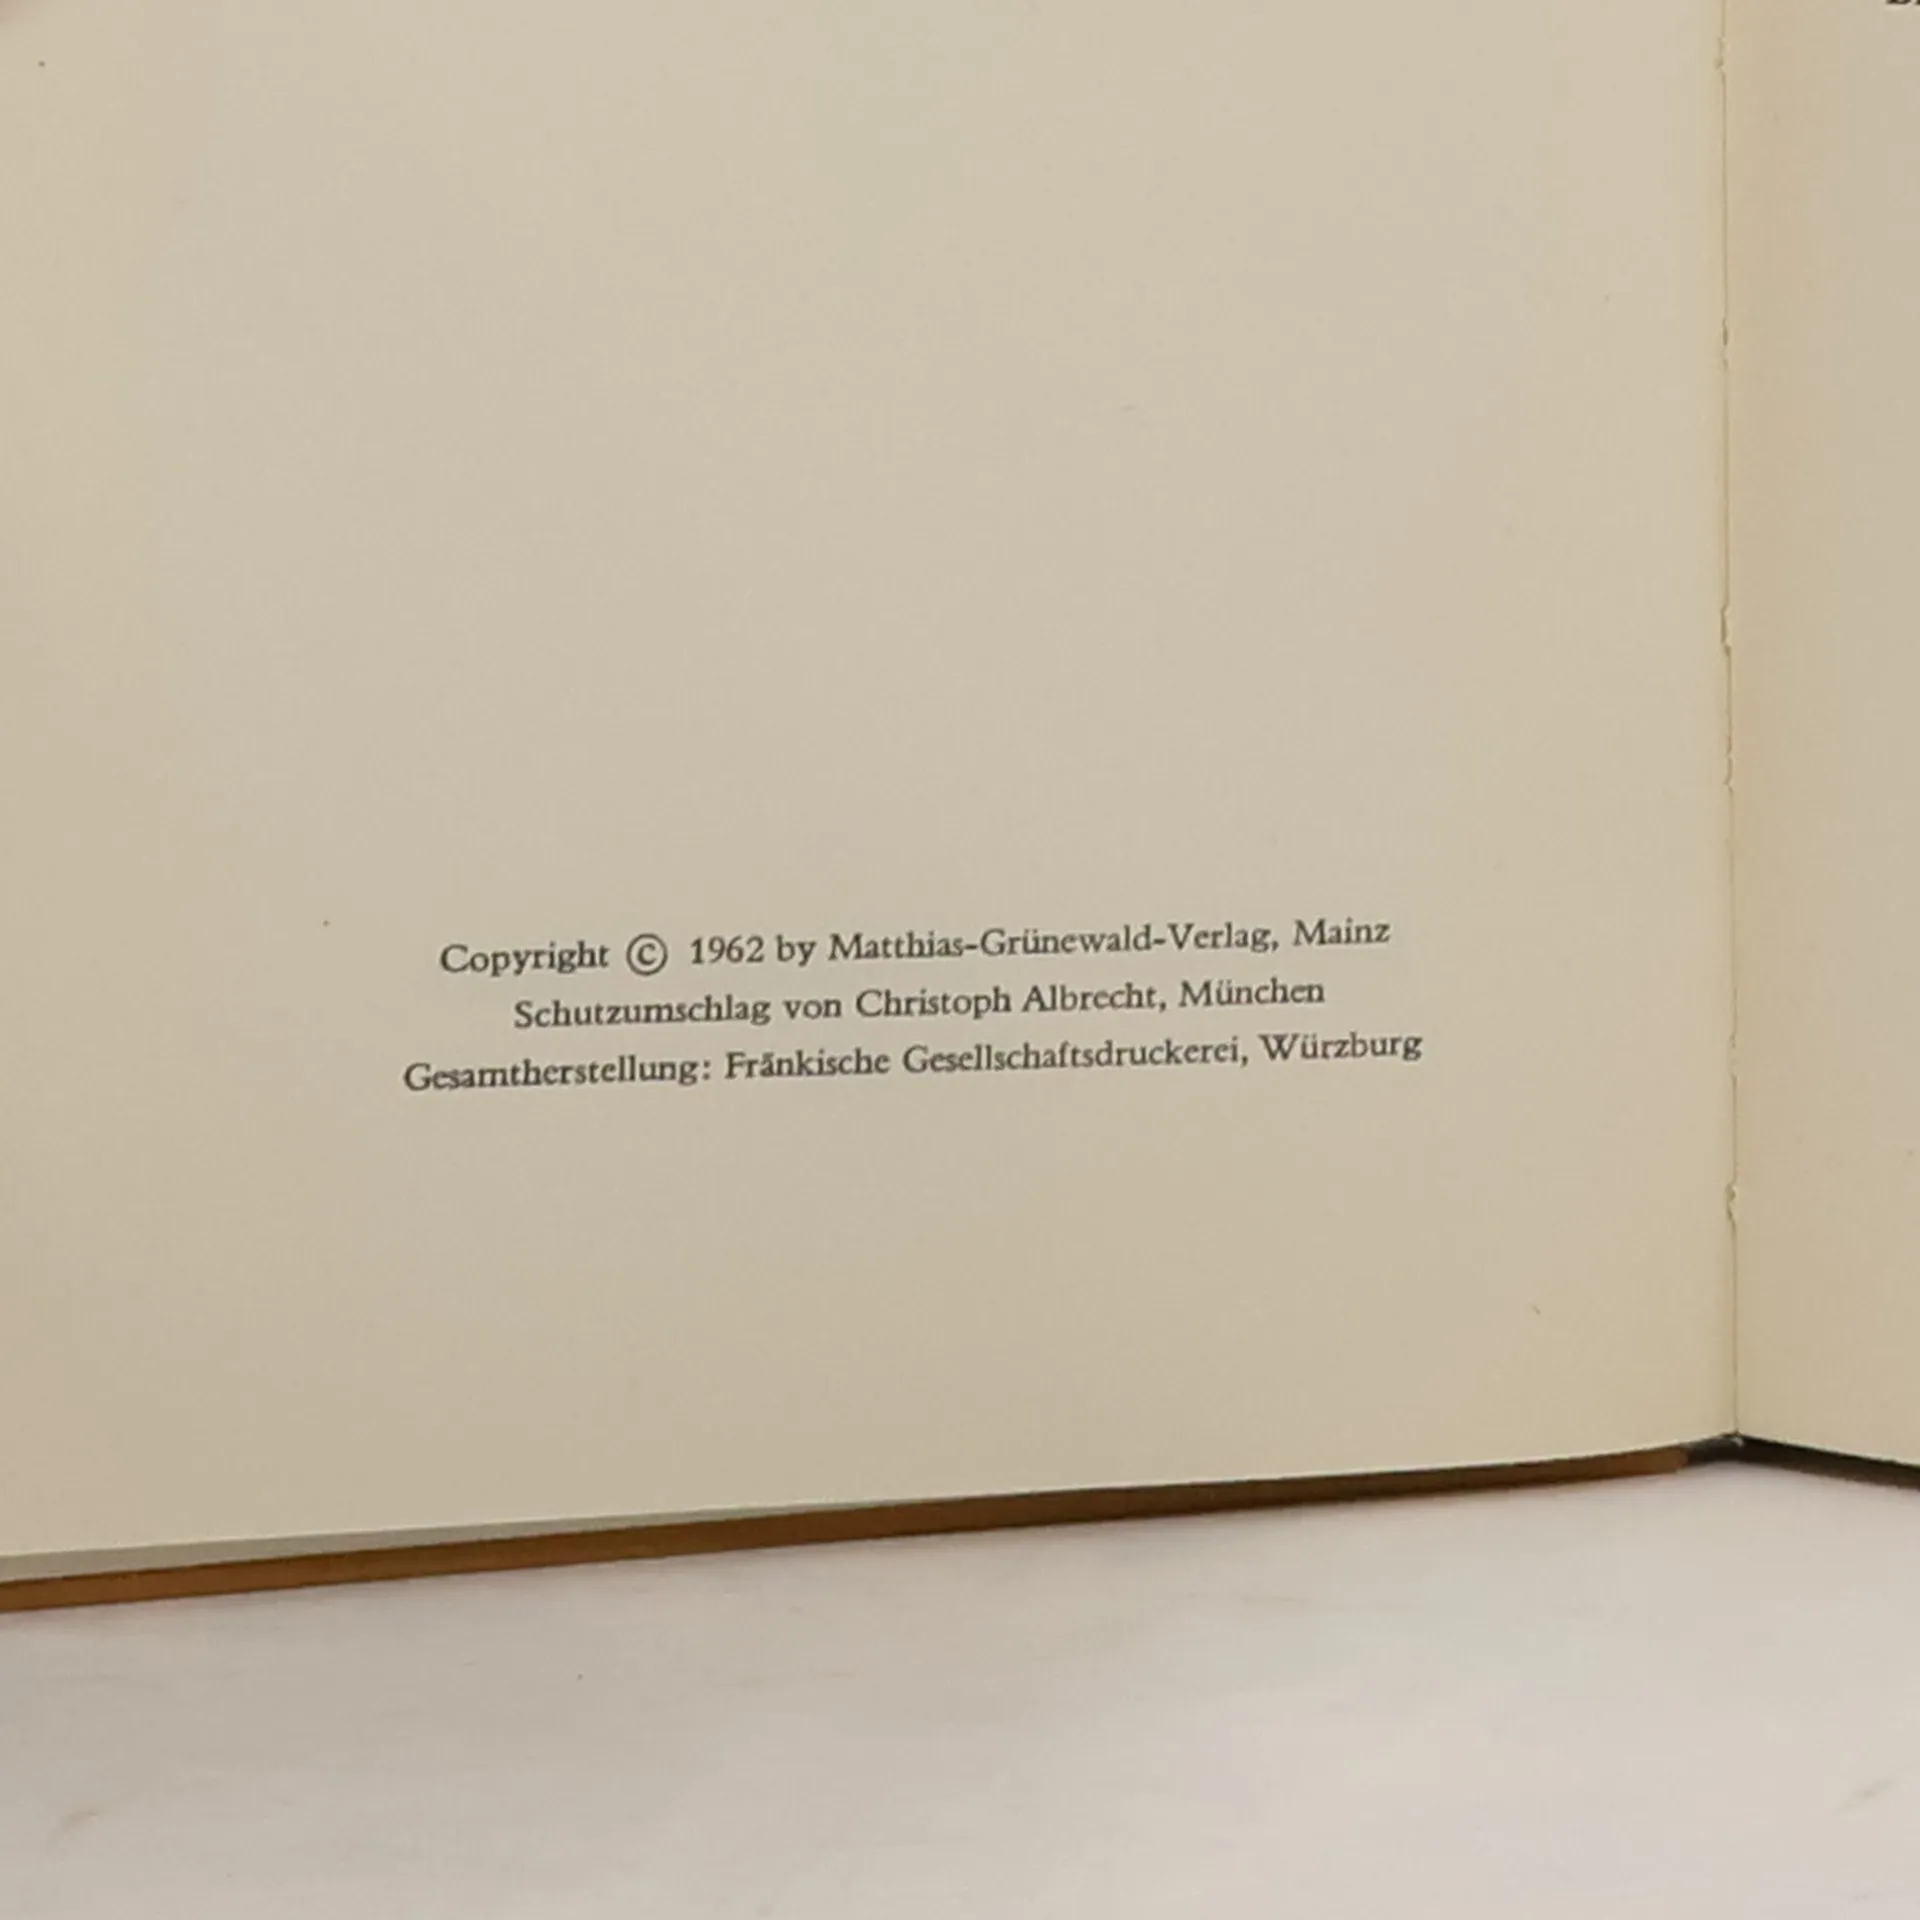 Copyright © 1962 by Matthias-Grünewald-Verlag, Mainz
Schutzumschlag von Christoph Albrecht, München
Gesamtherstellung: Fränkische Gesellschaftsdruckerei, Würzburg